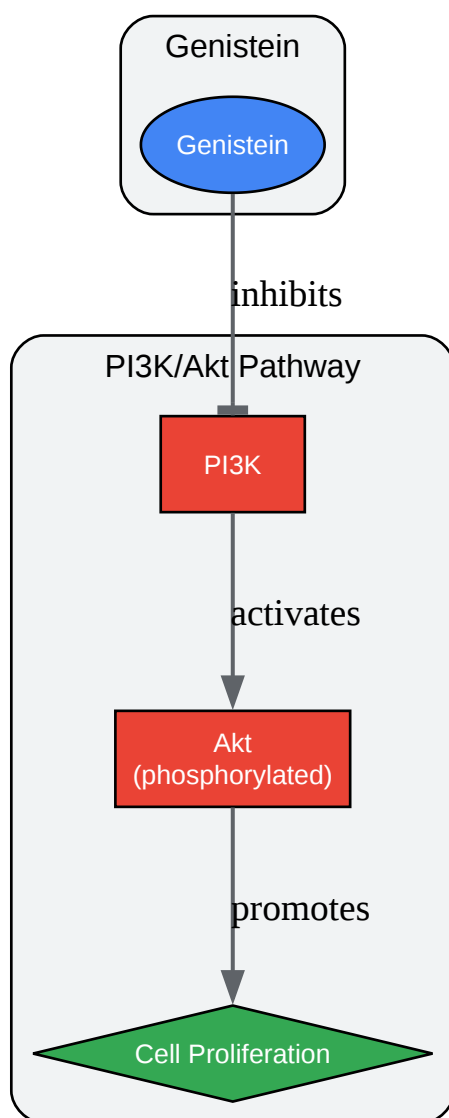 Genistein
Genistein
inhibits
PI3K/Akt Pathway
PI3K
activates
Akt
(phosphorylated)
promotes
Cell Proliferation